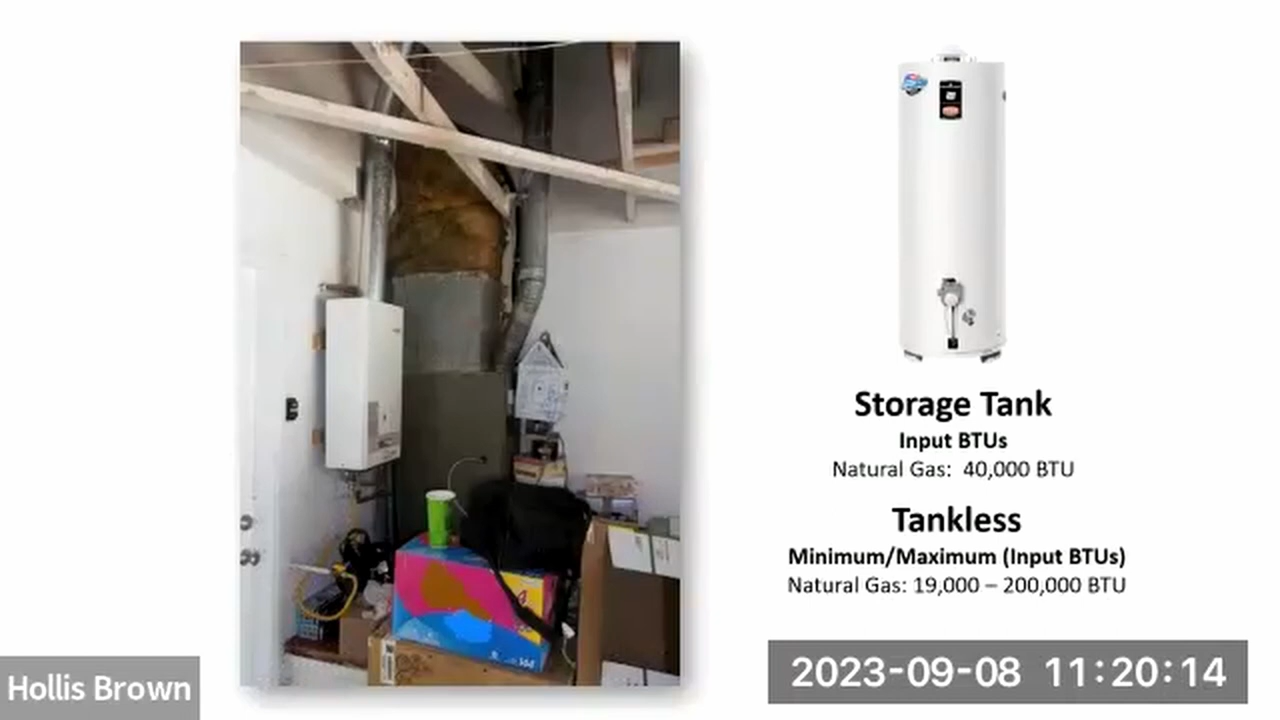 Storage Tank
Input BTUs
Natural Gas: 40,000 BTU
Tankless
Minimum/Maximum (Input BTUs)
Natural Gas: 19,000 – 200,000 BTU
Hollis Brown
2023-09-08 11:20:14